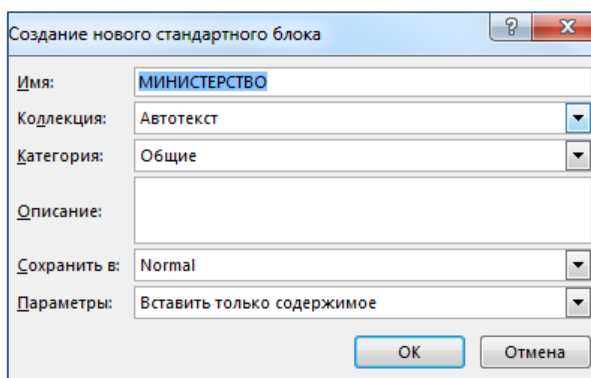 Создание нового стандартного блока
Имя: МИНИСТЕРСТВО
Коллекция: Автотекст
Категория: Общие
Описание:
Сохранить в: Normal
Параметры: Вставить только содержимое
ОК Отмена